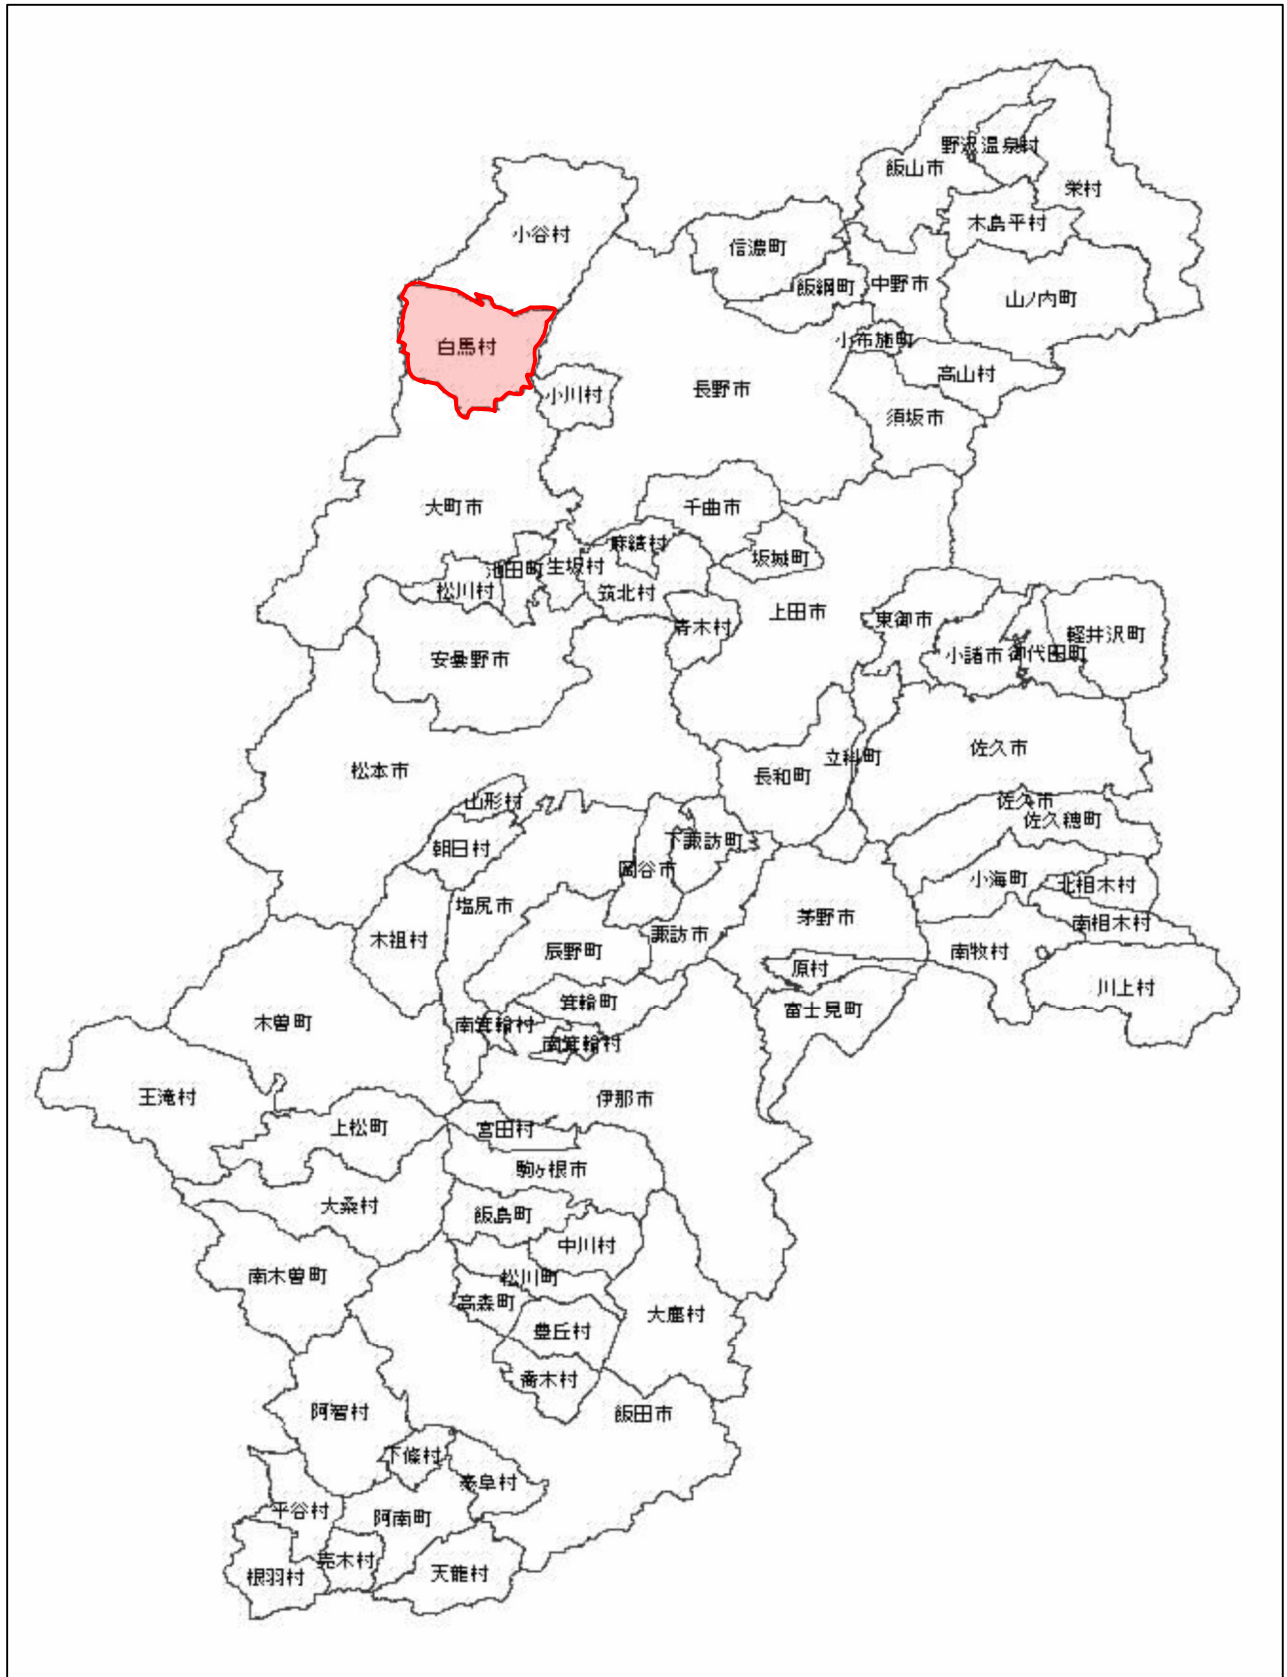 野沢温泉村
飯山市
栄村
木島平村
小谷村
信濃町
飯綱町
中野市
山ノ内町
白馬村
小布施町
高山村
小川村
長野市
須坂市
大町市
千曲市
麻績村
坂城町
池田町
生坂村
松川村
筑北村
青木村
上田市
東御市
軽井沢町
小諸市
御代田町
安曇野市
佐久市
松本市
長和町
立科町
山形村
佐久市
佐久穂町
朝日村
下諏訪町
岡谷市
小海町
北相木村
塩尻市
茅野市
南相木村
木祖村
諏訪市
辰野町
南牧村
原村
川上村
箕輪町
富士見町
木曽町
南箕輪村
南箕輪村
王滝村
伊那市
上松町
宮田村
駒ヶ根市
大桑村
飯島町
中川村
南木曽町
松川町
高森町
大鹿村
豊丘村
喬木村
阿智村
飯田市
下條村
泰阜村
平谷村
阿南町
売木村
根羽村
天龍村